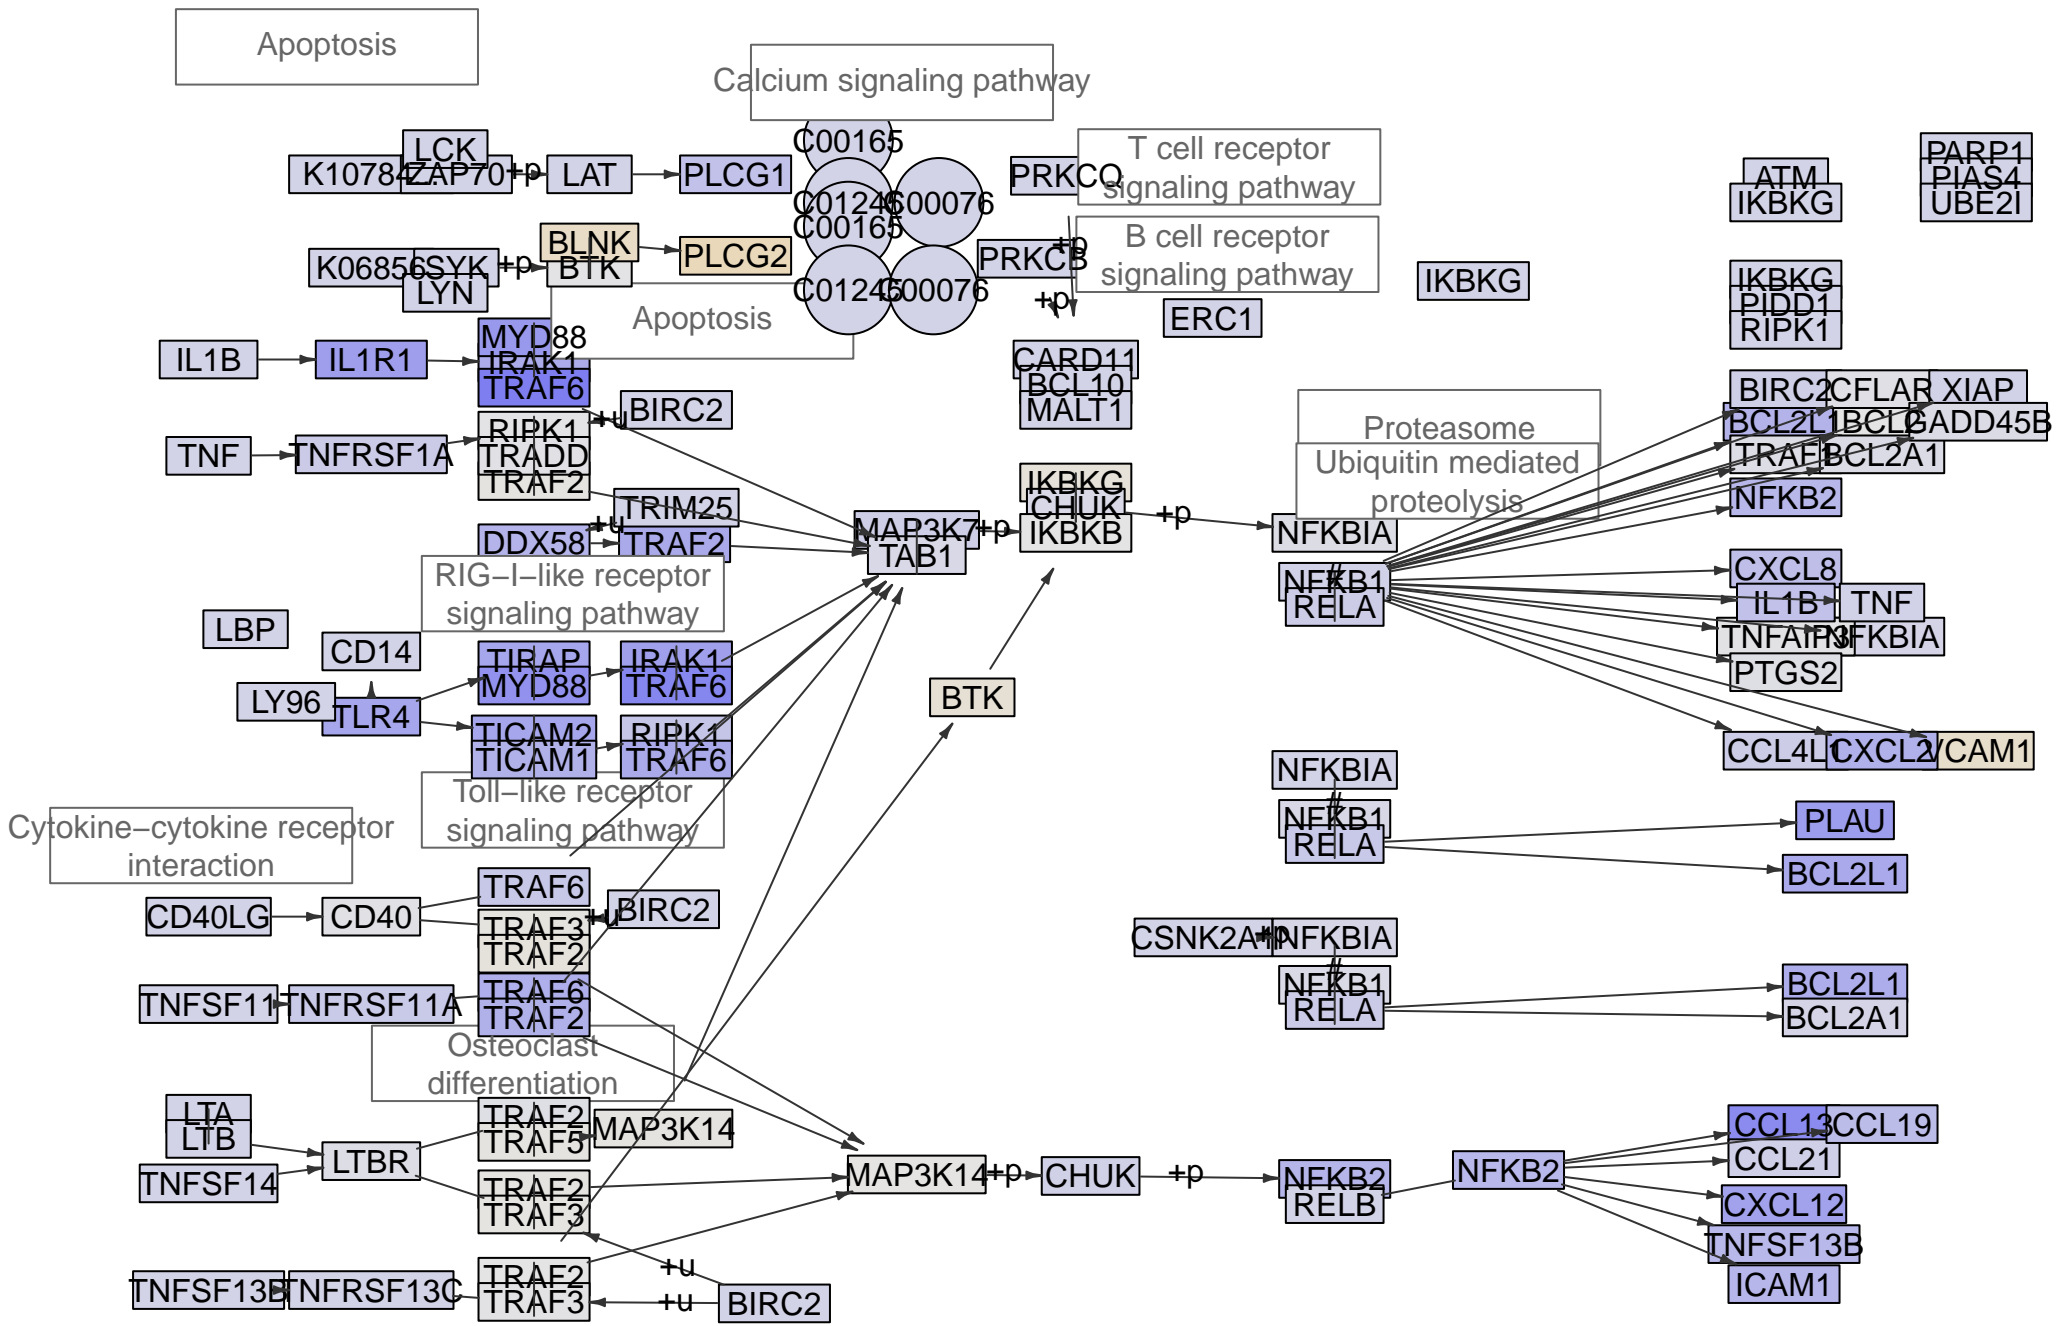 Apoptosis
Calcium signaling pathway
C00165
LCK
K10784
ZAP70
+p
LAT
PLCG1
PRKCQ
T cell receptor
signaling pathway
ATM
IKBKG
PARP1
PIAS4
UBE2I
C01246
C00076
C00165
BLNK
BTK
PLCG2
K06856
SYK
+p
LYN
PRKCB
+p
B cell receptor
signaling pathway
C00076
+p
ERC1
IKBKG
IKBKG
PIDD1
RIPK1
Apoptosis
IL1B
IL1R1
MYD88
IRAK1
TRAF6
CARD11
BCL10
MALT1
BIRC2
CFLAR
XIAP
GADD45B
BCL2A1
NFKB2
TNF
TNFRSF1A
RIPK1
TRADD
TRAF2
+u
BIRC2
Proteasome
Ubiquitin mediated
proteolysis
TRIM25
+u
DDX58
TRAF2
MAP3K7
TAB1
+p
IKBKG
CHUK
IKBKB
+p
NFKBIA
NFKB1
RELA
RIG−I−like receptor
signaling pathway
CXCL8
IL1B
TNF
TNFAIP3
NFKBIA
PTGS2
LBP
CD14
LY96
TLR4
TIRAP
MYD88
IRAK1
TRAF6
TICAM2
TICAM1
RIPK1
TRAF6
BTK
CCL4L1
CXCL2
VCAM1
Toll−like receptor
signaling pathway
NFKBIA
NFKB1
RELA
PLAU
BCL2L1
Cytokine−cytokine receptor
interaction
CD40LG
CD40
TRAF6
TRAF3
TRAF2
+u
BIRC2
CSNK2A1
+p
NFKBIA
NFKB1
RELA
BCL2L1
BCL2A1
TNFSF11
TNFRSF11A
TRAF6
TRAF2
Osteoclast
differentiation
LTA
LTB
TNFSF14
LTBR
TRAF2
TRAF5
MAP3K14
TRAF2
TRAF3
MAP3K14
+p
CHUK
+p
NFKB2
RELB
NFKB2
CCL13
CCL19
CCL21
CXCL12
TNFSF13B
ICAM1
TNFSF13B
TNFRSF13C
TRAF2
TRAF3
+u
+u
BIRC2